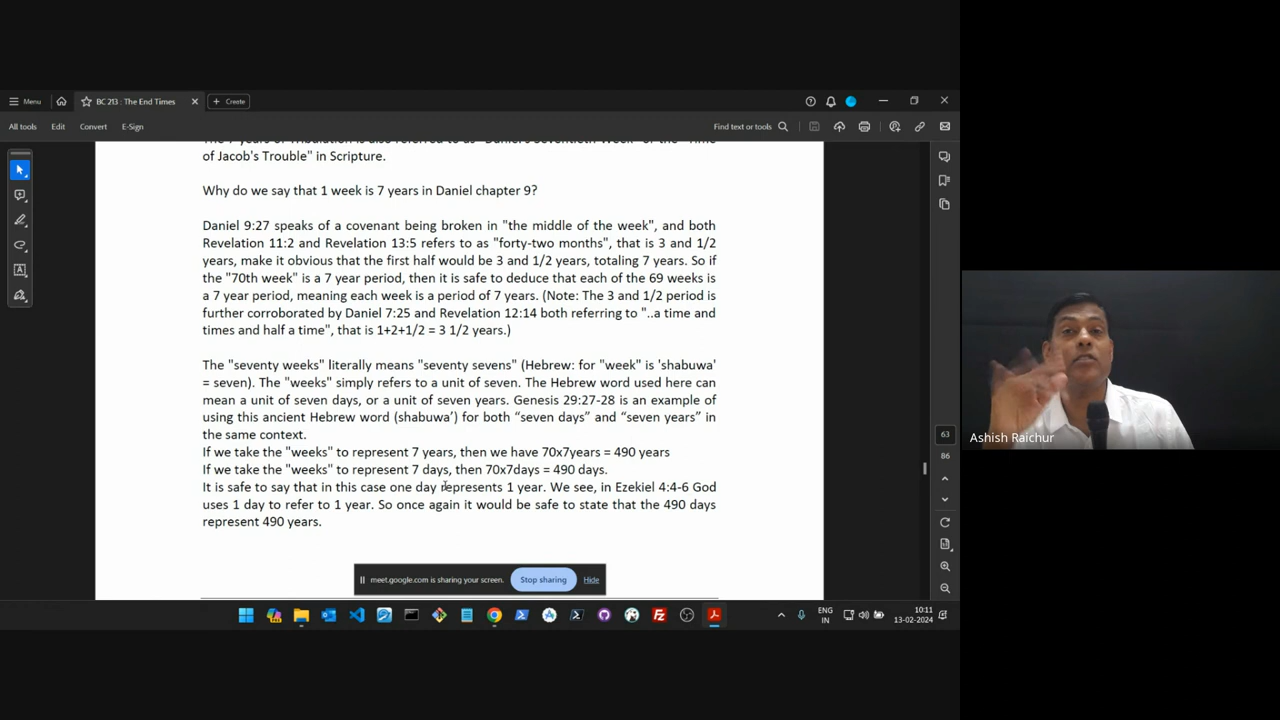 Menu
BC 213 : The End Times
Create
All tools
Edit
Convert
E-Sign
Find text or tools
The 7 years of Tribulation is also referred to as "Daniel's Seventieth Week" or the "Time
of Jacob's Trouble" in Scripture.
Why do we say that 1 week is 7 years in Daniel chapter 9?
Daniel 9:27 speaks of a covenant being broken in "the middle of the week", and both
Revelation 11:2 and Revelation 13:5 refers to as "forty-two months", that is 3 and 1/2
years, make it obvious that the first half would be 3 and 1/2 years, totaling 7 years. So if
the "70th week" is a 7 year period, then it is safe to deduce that each of the 69 weeks is
a 7 year period, meaning each week is a period of 7 years. (Note: The 3 and 1/2 period is
further corroborated by Daniel 7:25 and Revelation 12:14 both referring to "..a time and
times and half a time", that is 1+2+1/2 = 3 1/2 years.)
The "seventy weeks" literally means "seventy sevens" (Hebrew: for "week" is 'shabuwa'
= seven). The "weeks" simply refers to a unit of seven. The Hebrew word used here can
mean a unit of seven days, or a unit of seven years. Genesis 29:27-28 is an example of
using this ancient Hebrew word (shabuwa’) for both “seven days” and “seven years” in
the same context.
If we take the "weeks" to represent 7 years, then we have 70x7years = 490 years
If we take the "weeks" to represent 7 days, then 70x7days = 490 days.
It is safe to say that in this case one day represents 1 year. We see, in Ezekiel 4:4-6 God
uses 1 day to refer to 1 year. So once again it would be safe to state that the 490 days
represent 490 years.
63
86
meet.google.com is sharing your screen.
Stop sharing
Hide
ENG
IN
10:11
13-02-2024
Ashish Raichur